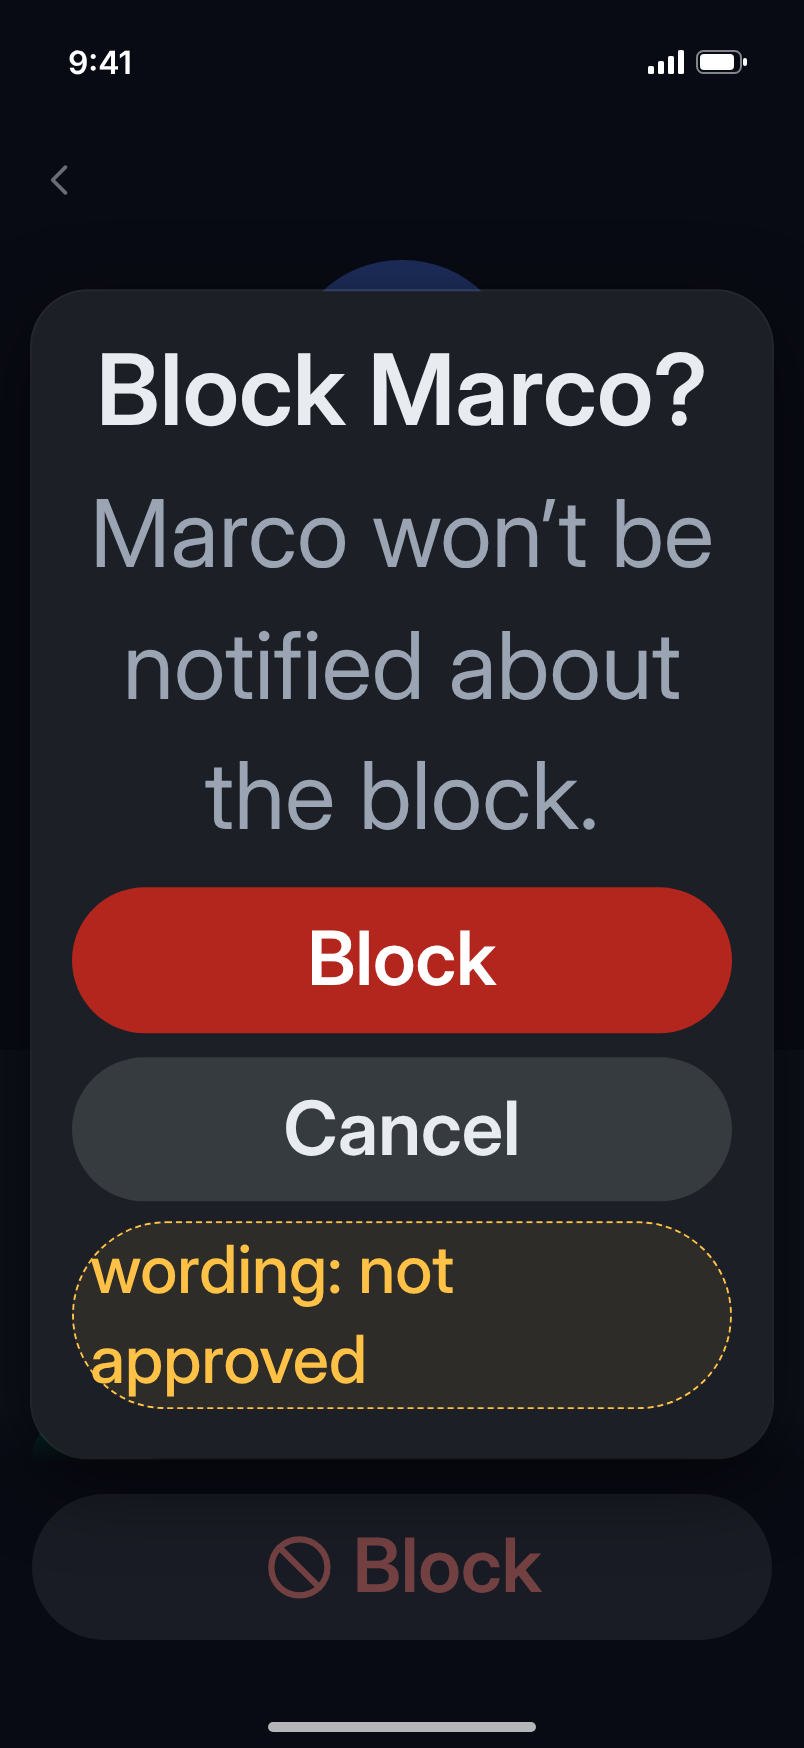 9:41
Block Marco?
Marco won’t be
notified about
the block.
Block
Cancel
wording: not
approved
Block